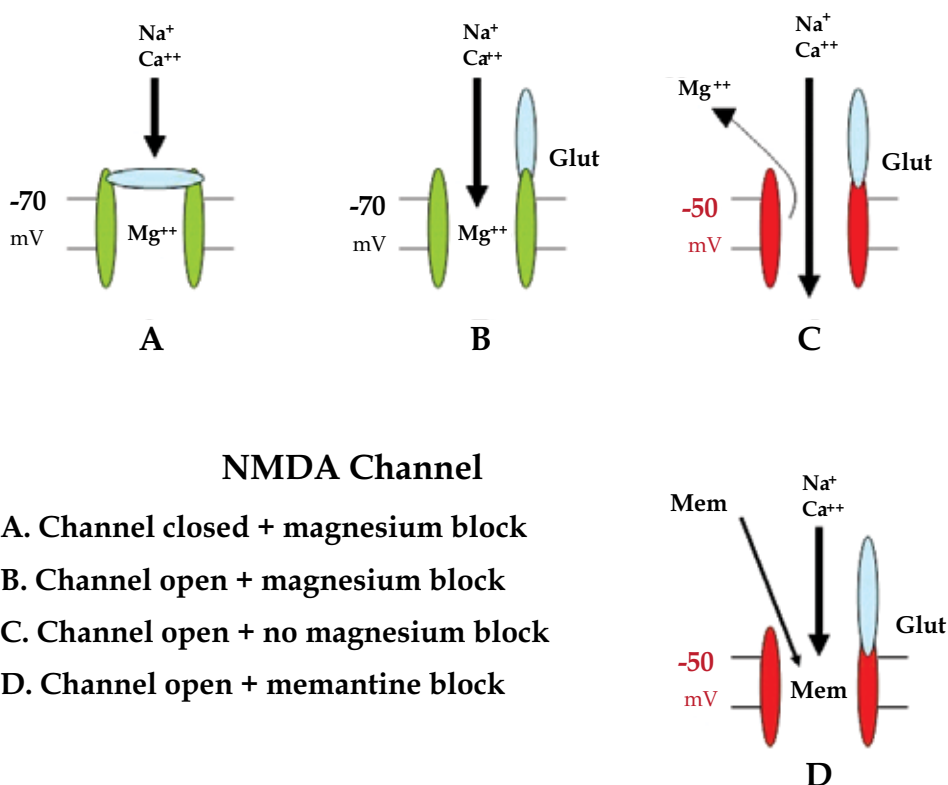 Na⁺
Ca⁺⁺
-70
mV
Mg⁺⁺
A
Na⁺
Ca⁺⁺
Glut
-70
mV
Mg⁺⁺
B
Na⁺
Ca⁺⁺
Mg⁺⁺
Glut
-50
mV
C
NMDA Channel
A. Channel closed + magnesium block
B. Channel open + magnesium block
C. Channel open + no magnesium block
D. Channel open + memantine block
Mem
Na⁺
Ca⁺⁺
Glut
-50
mV
Mem
D